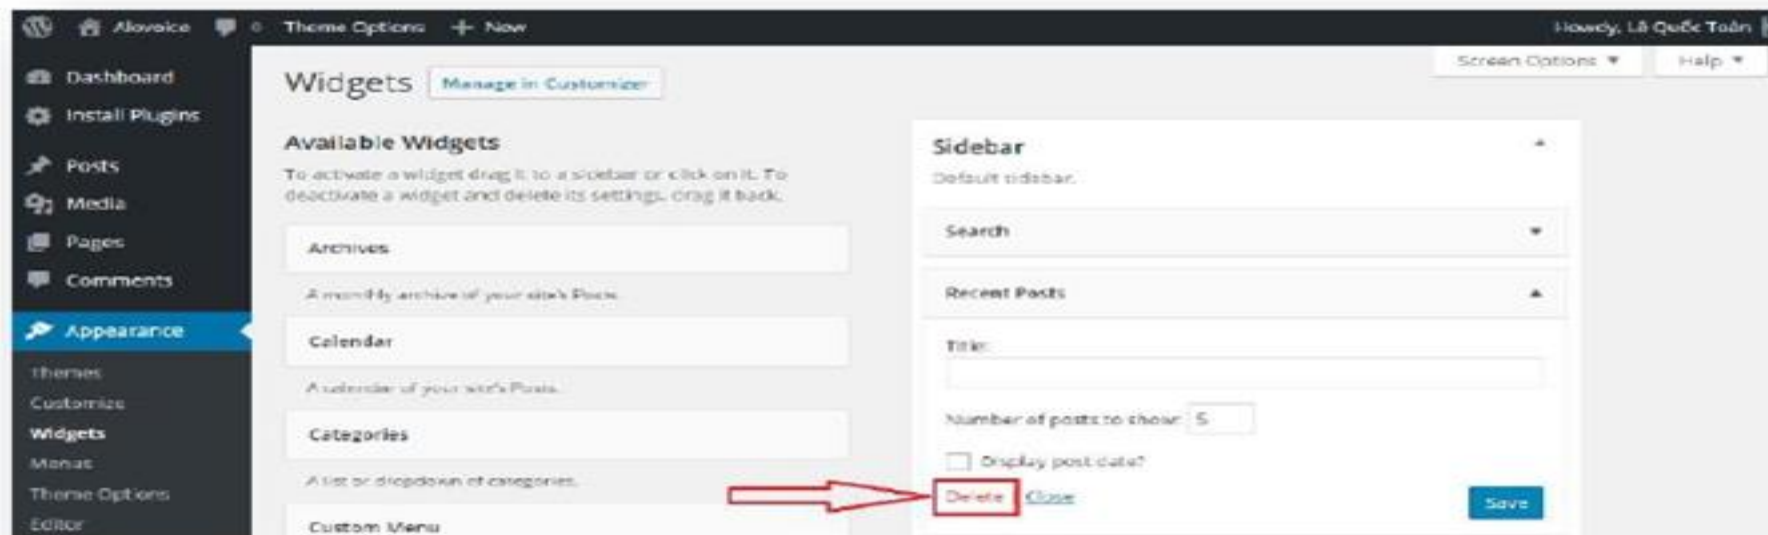 Alovoice 0 Theme Options + New
Howdy, Lê Quốc Toàn
Dashboard
Install Plugins
Posts
Media
Pages
Comments
Appearance
Themes
Customize
Widgets
Menus
Theme Options
Editor
Screen Options ▼ Help ▼
Widgets Manage in Customizer
Available Widgets
To activate a widget drag it to a sidebar or click on it. To
deactivate a widget and delete its settings, drag it back.
Archives
A monthly archive of your site's Posts.
Calendar
A calendar of your site's Posts.
Categories
A list or dropdown of categories.
Custom Menu
Sidebar
Default sidebar.
Search
Recent Posts
Title:
Number of posts to show: 5
Display post date?
Delete | Close
Save